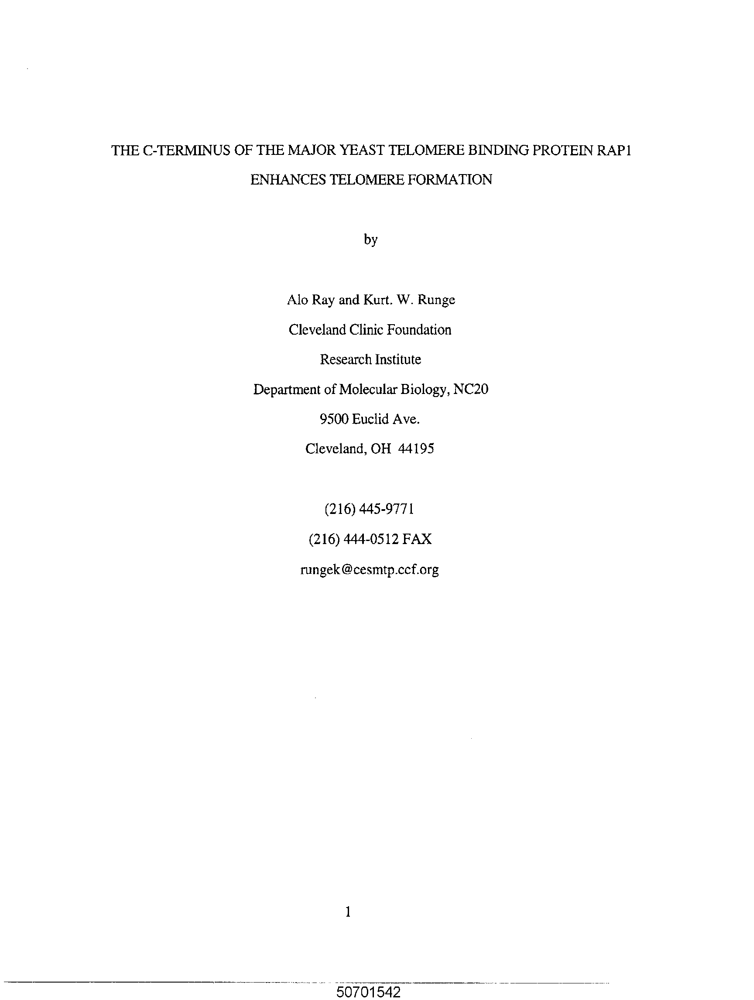 THE C-TERMINUS OF THE MAJOR YEAST TELOMERE BINDING PROTEIN RAP1
ENHANCES TELOMERE FORMATION
by
Alo Ray and Kurt. W. Runge
Cleveland Clinic Foundation
Research Institute
Department of Molecular Biology, NC20
9500 Euclid Ave.
Cleveland, OH 44195
(216) 445-9771
(216) 444-0512 FAX
rungek@cesmtp.ccf.org
1
50701542